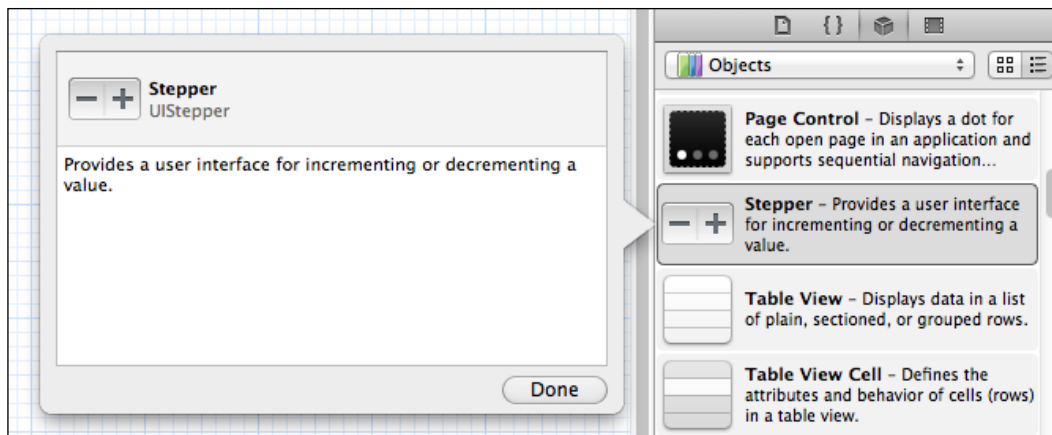 Stepper
UIStepper
Provides a user interface for incrementing or decrementing a
value.
Done
{ }
Objects
Page Control – Displays a dot for
each open page in an application and
supports sequential navigation...
Stepper – Provides a user interface
for incrementing or decrementing a
value.
Table View – Displays data in a list
of plain, sectioned, or grouped rows.
Table View Cell – Defines the
attributes and behavior of cells (rows)
in a table view.